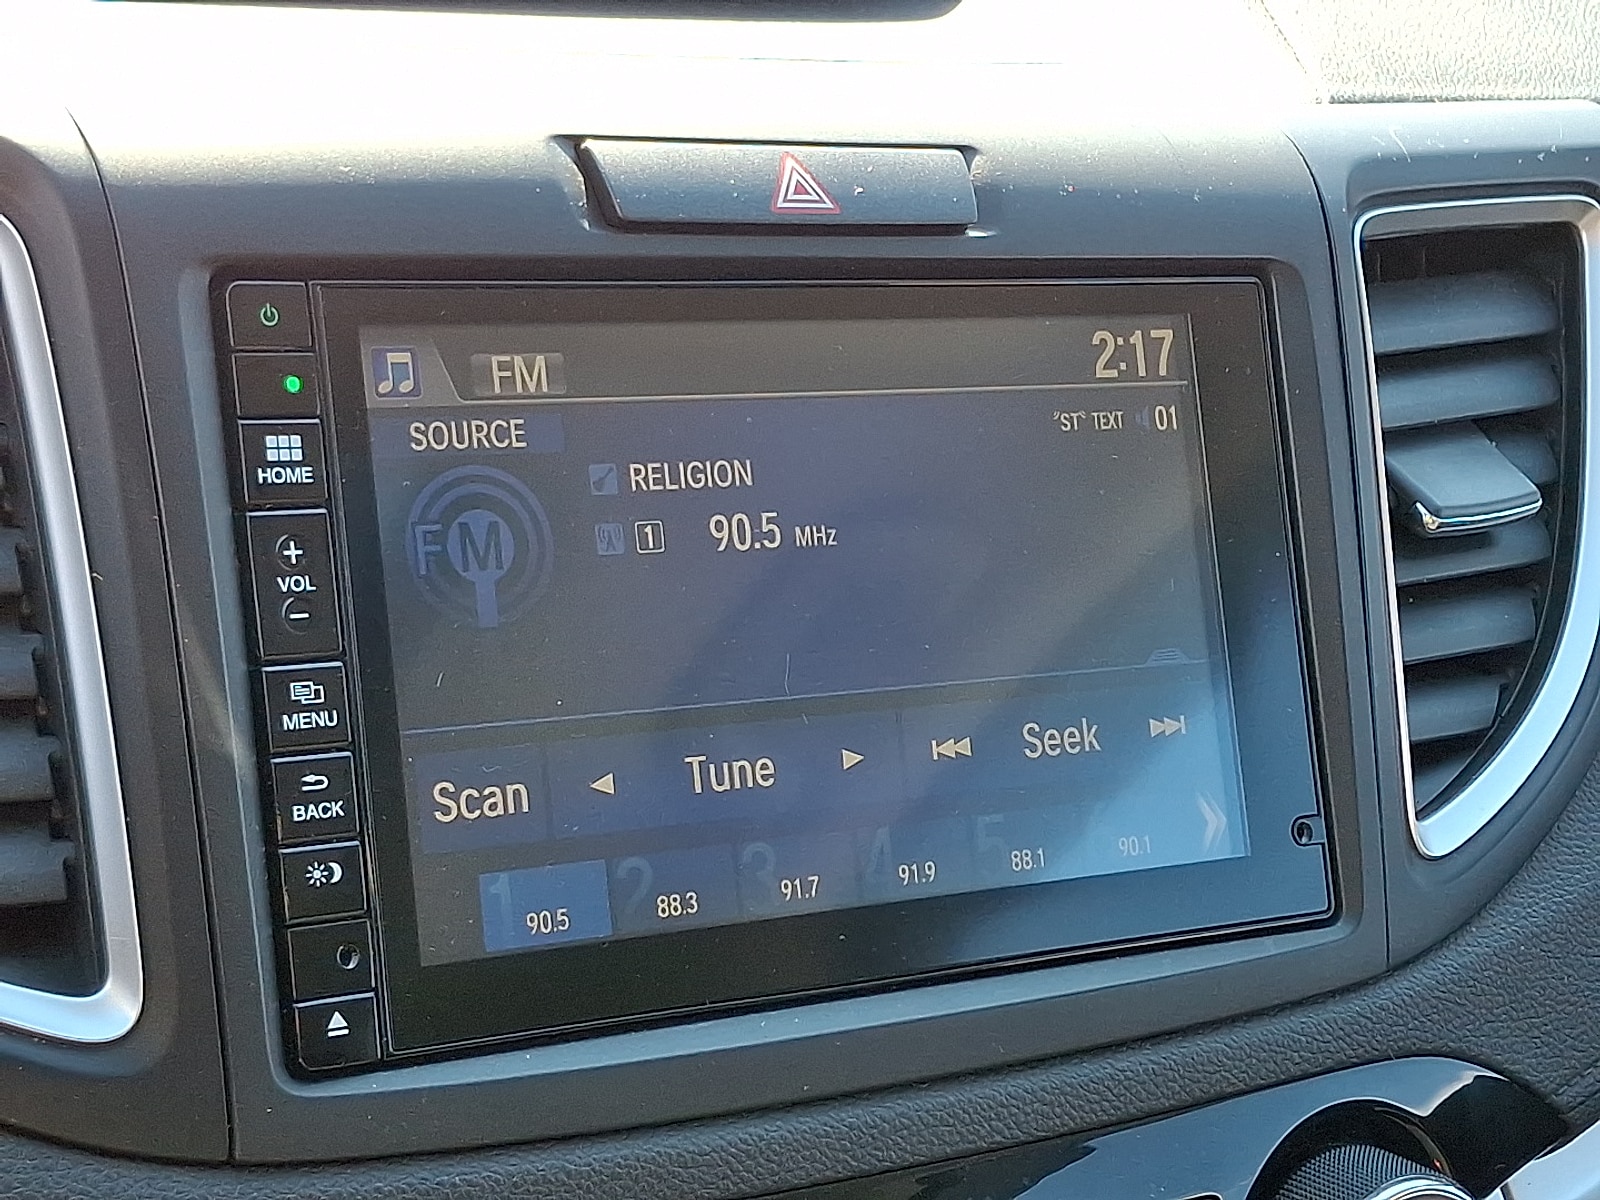 FM 2:17
SOURCE "ST" TEXT 01
RELIGION
FM 1 90.5 MHz
HOME
VOL
MENU
BACK
Scan Tune Seek
1 90.5 2 88.3 3 91.7 4 91.9 5 88.1 90.1